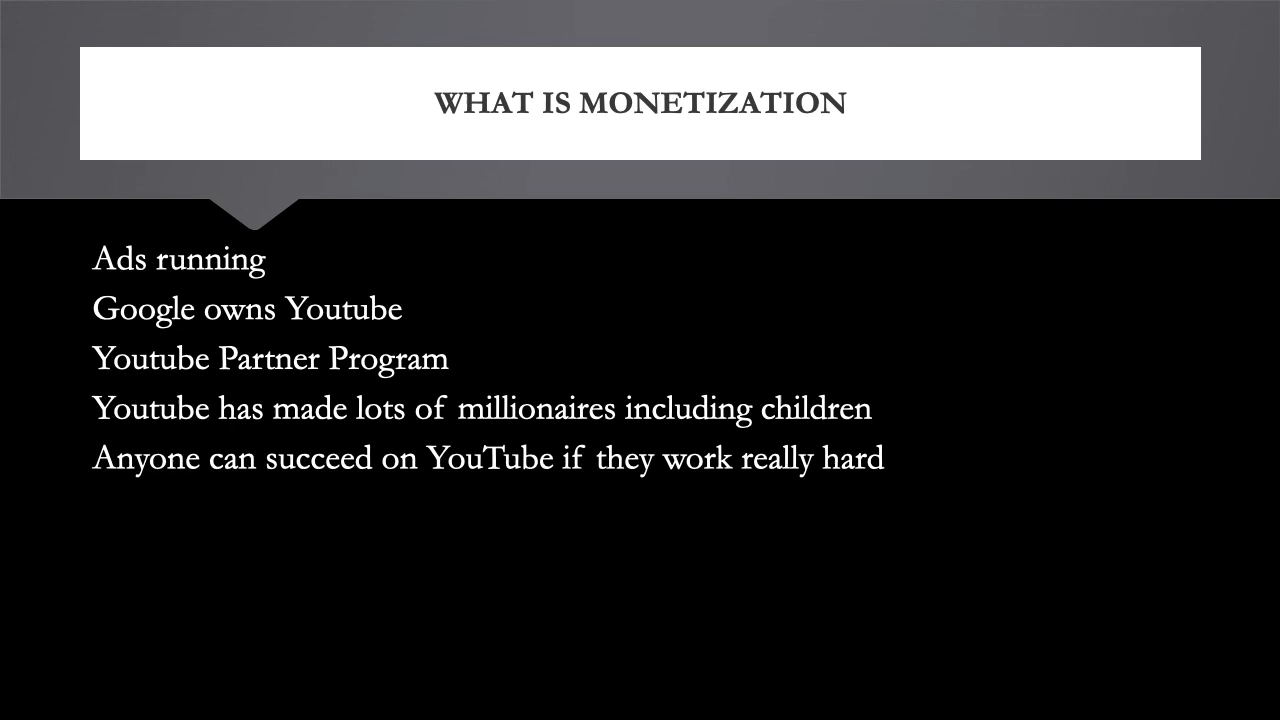 WHAT IS MONETIZATION
Ads running
Google owns Youtube
Youtube Partner Program
Youtube has made lots of millionaires including children
Anyone can succeed on YouTube if they work really hard